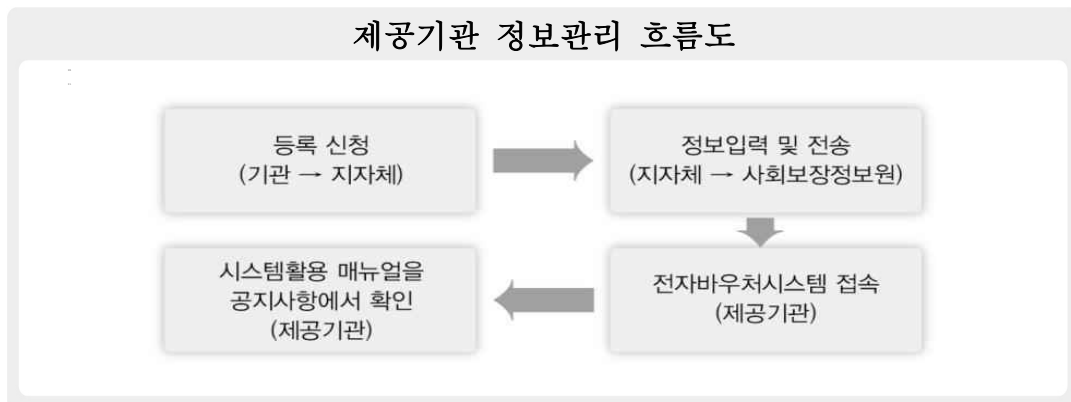 제공기관 정보관리 흐름도
등록 신청
(기관 → 지자체)
정보입력 및 전송
(지자체 → 사회보장정보원)
전자바우처시스템 접속
(제공기관)
시스템활용 매뉴얼을
공지사항에서 확인
(제공기관)